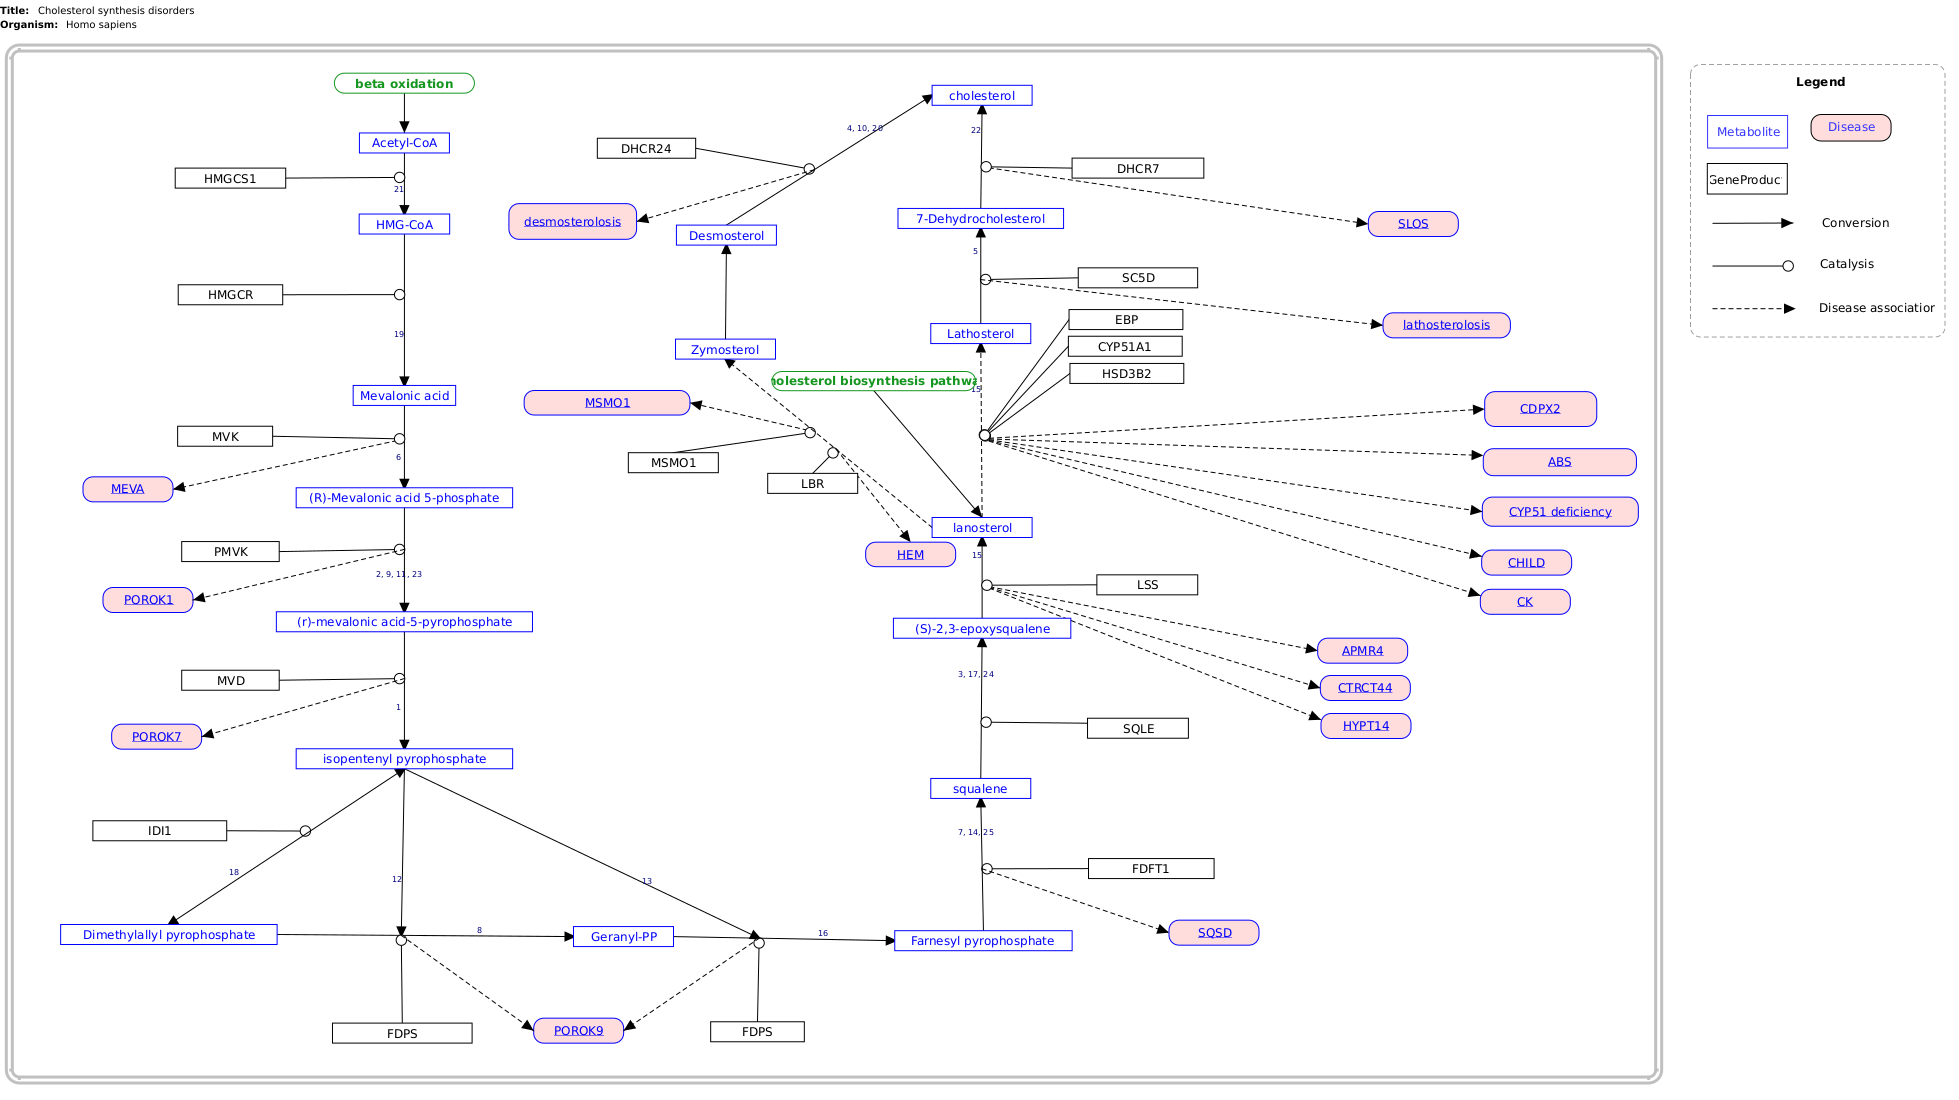 Title: Cholesterol synthesis disorders
Organism: Homo sapiens
beta oxidation
Acetyl-CoA
HMGCS1
21
HMG-CoA
HMGCR
19
Mevalonic acid
MVK
6
MEVA
(R)-Mevalonic acid 5-phosphate
PMVK
2, 9, 11, 23
POROK1
(r)-mevalonic acid-5-pyrophosphate
MVD
1
POROK7
isopentenyl pyrophosphate
IDI1
18
12
13
Dimethylallyl pyrophosphate
8
Geranyl-PP
16
Farnesyl pyrophosphate
FDPS
POROK9
FDPS
cholesterol
4, 10, 20
22
DHCR24
DHCR7
desmosterolosis
Desmosterol
7-Dehydrocholesterol
SLOS
5
SC5D
lathosterolosis
Zymosterol
Lathosterol
EBP
CYP51A1
HSD3B2
holesterol biosynthesis pathwa
15
MSMO1
MSMO1
LBR
CDPX2
ABS
CYP51 deficiency
CHILD
CK
lanosterol
HEM
15
LSS
(S)-2,3-epoxysqualene
APMR4
CTRCT44
HYPT14
3, 17, 24
SQLE
squalene
7, 14, 25
FDFT1
SQSD
Legend
Metabolite
Disease
GeneProduc
Conversion
Catalysis
Disease association